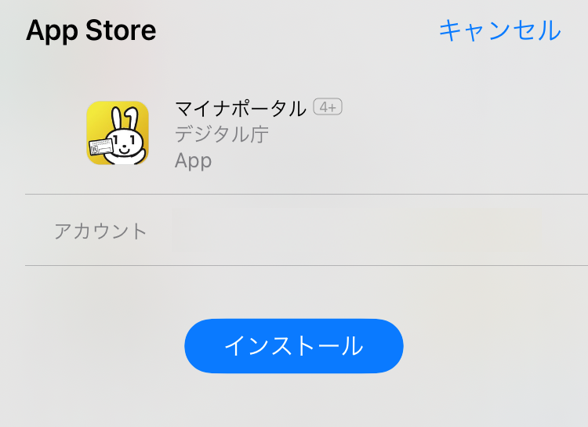 App Store キャンセル
マイナポータル 4+
デジタル庁
App
アカウント
インストール